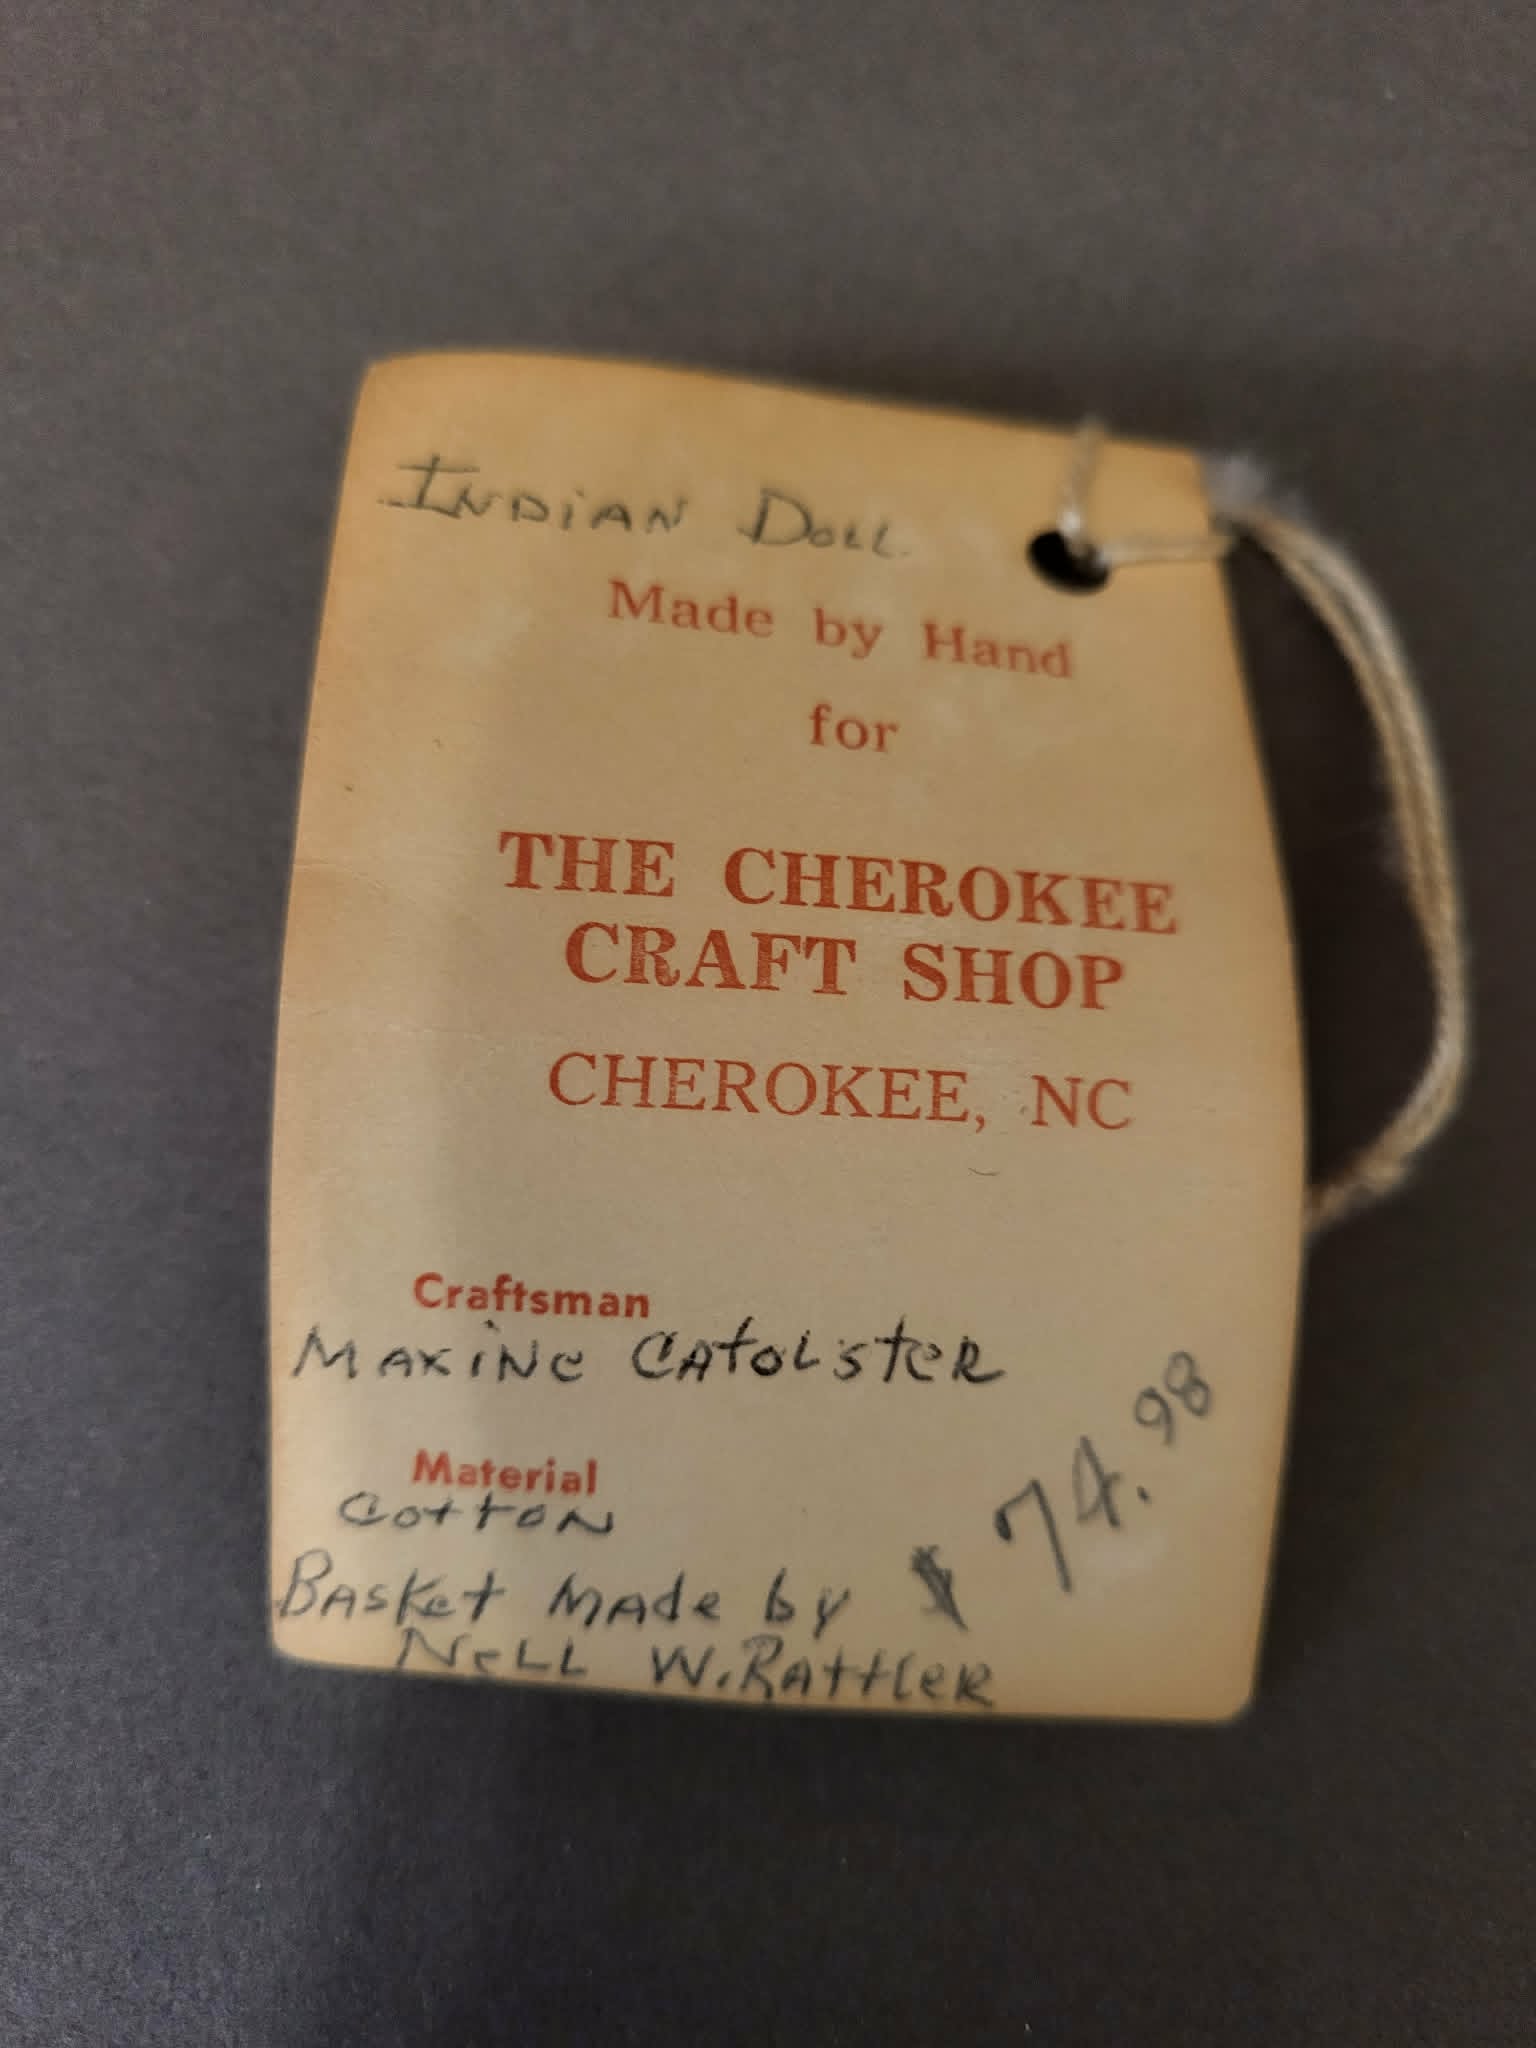 INDIAN DOLL
Made by Hand
for
THE CHEROKEE
CRAFT SHOP
CHEROKEE, NC
Craftsman
MAXINE CATOLSTER
Material
COTTON
BASKET MADE by
NELL W. RATTLER
$ 74.98